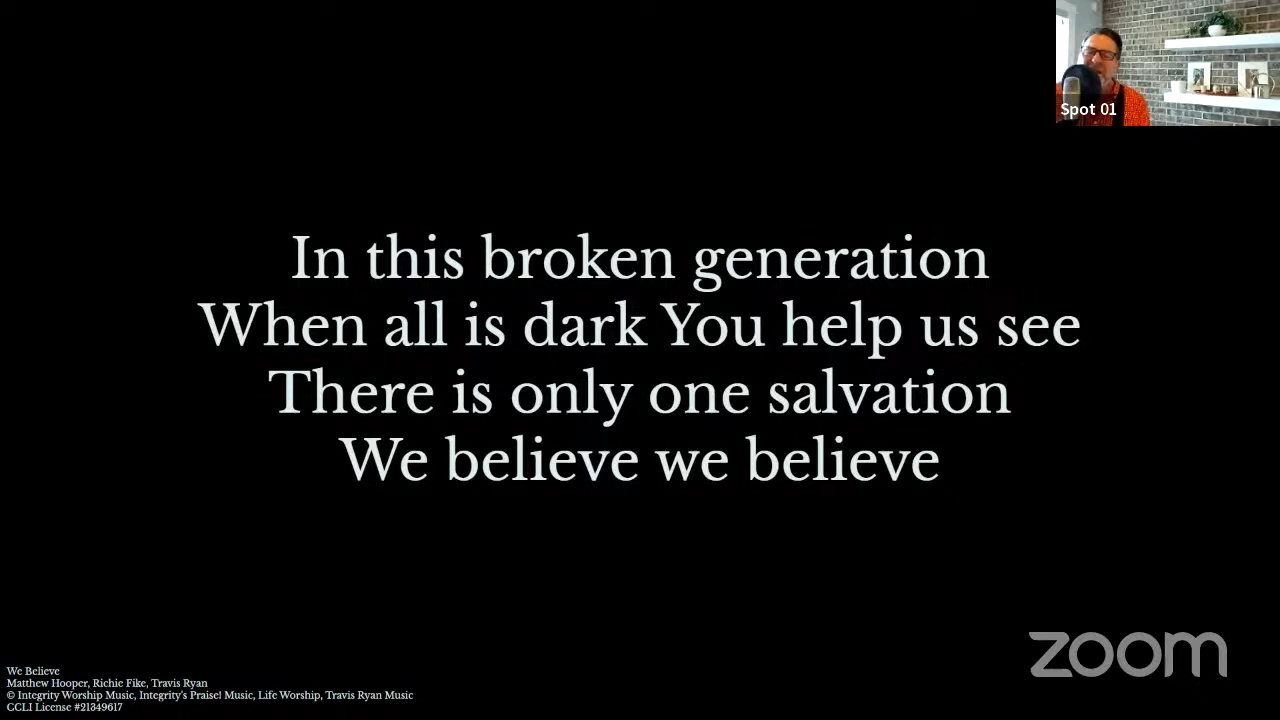 Spot 01
In this broken generation
When all is dark You help us see
There is only one salvation
We believe we believe
zoom
We Believe
Matthew Hooper, Richie Fike, Travis Ryan
© Integrity Worship Music, Integrity's Praise! Music, Life Worship, Travis Ryan Music
CCLI License #21349617